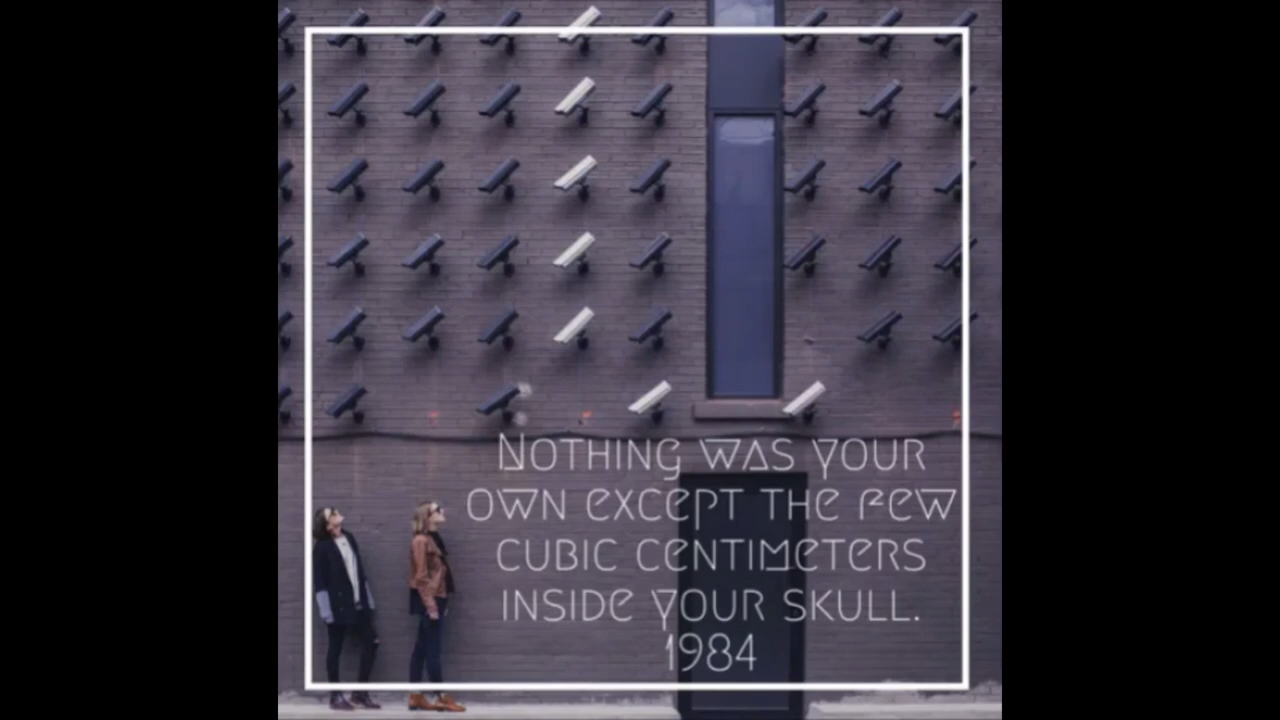 Nothing was your
own except the few
cubic centimeters
inside your skull.
1984